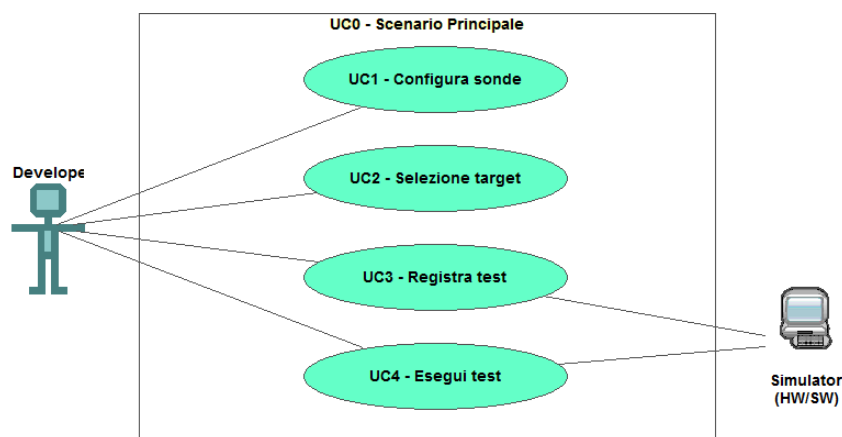 UC0 - Scenario Principale
UC1 - Configura sonde
Develope
UC2 - Selezione target
UC3 - Registra test
UC4 - Esegui test
Simulator
(HW/SW)